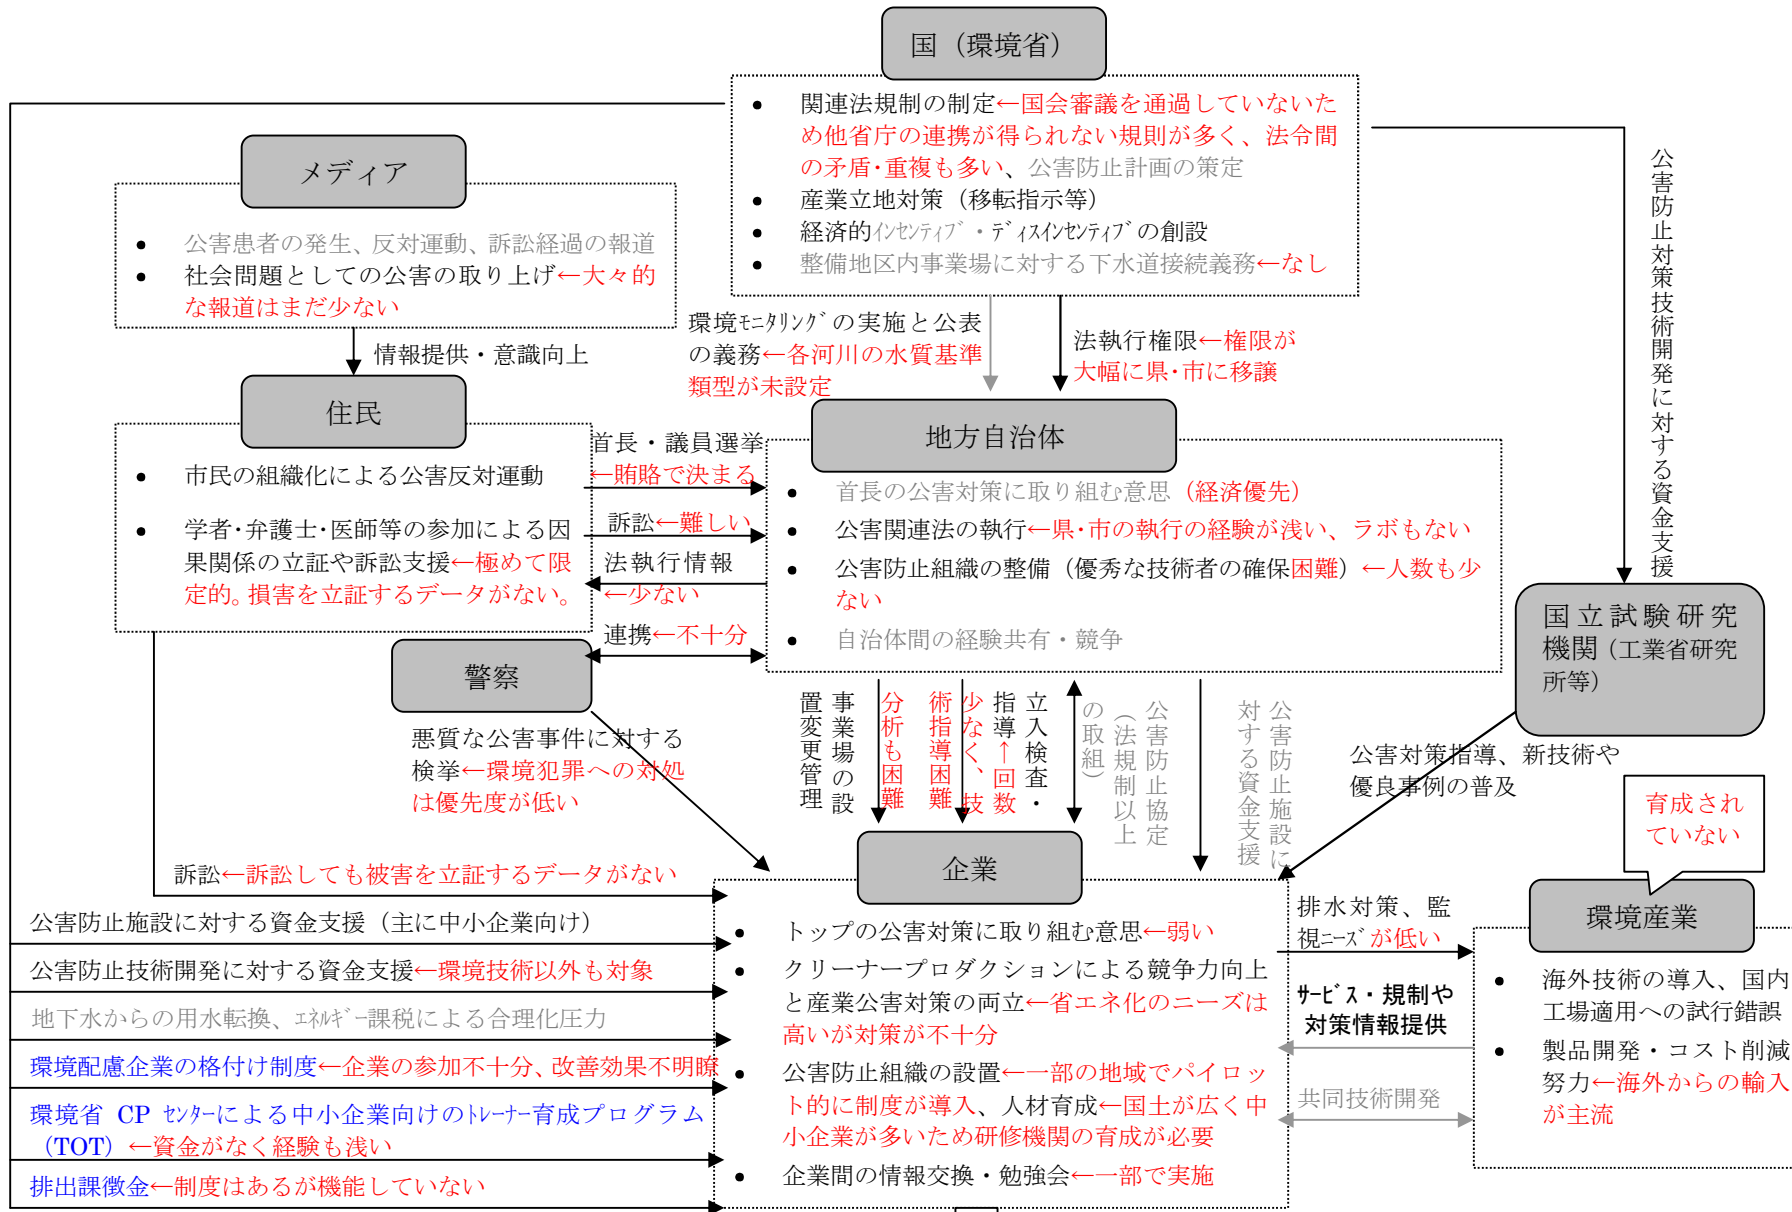 国（環境省）
• 関連法規制の制定←国会審議を通過していないた
め他省庁の連携が得られない規則が多く、法令間
の矛盾･重複も多い、公害防止計画の策定
• 産業立地対策（移転指示等）
• 経済的ｲﾝｾﾝﾃｨﾌﾞ・ﾃﾞｨｽｲﾝｾﾝﾃｨﾌﾞの創設
• 整備地区内事業場に対する下水道接続義務←なし
メディア
• 公害患者の発生、反対運動、訴訟経過の報道
• 社会問題としての公害の取り上げ←大々的
な報道はまだ少ない
情報提供・意識向上
環境ﾓﾆﾀﾘﾝｸﾞの実施と公表
の義務←各河川の水質基準
類型が未設定
法執行権限←権限が
大幅に県･市に移譲
公害防止対策技術開発に対する資金支援
住民
• 市民の組織化による公害反対運動
• 学者･弁護士･医師等の参加による因
果関係の立証や訴訟支援←極めて限
定的。損害を立証するデータがない。
首長・議員選挙
←賄賂で決まる
訴訟←難しい
法執行情報
←少ない
連携←不十分
地方自治体
• 首長の公害対策に取り組む意思（経済優先）
• 公害関連法の執行←県･市の執行の経験が浅い、ラボもない
• 公害防止組織の整備（優秀な技術者の確保困難）←人数も少
ない
• 自治体間の経験共有・競争
国立試験研究
機関（工業省研究
所等）
警察
悪質な公害事件に対する
検挙←環境犯罪への対処
は優先度が低い
事業場の設
置変更管理
立入検査・
指導←回数
少なく、技
術指導困難
分析も困難
公害防止協定
（法規制以上
の取組）
公害防止施設に
対する資金支援
公害対策指導、新技術や
優良事例の普及
育成され
ていない
訴訟←訴訟しても被害を立証するデータがない
公害防止施設に対する資金支援（主に中小企業向け）
公害防止技術開発に対する資金支援←環境技術以外も対象
地下水からの用水転換、ｴﾈﾙｷﾞｰ課税による合理化圧力
環境配慮企業の格付け制度←企業の参加不十分、改善効果不明瞭
環境省 CP ｾﾝﾀｰによる中小企業向けのﾄﾚｰﾅｰ育成プログラム
（TOT）←資金がなく経験も浅い
排出課徴金←制度はあるが機能していない
企業
• トップの公害対策に取り組む意思←弱い
• クリーナープロダクションによる競争力向上
と産業公害対策の両立←省エネ化のニーズは
高いが対策が不十分
• 公害防止組織の設置←一部の地域でパイロッ
ト的に制度が導入、人材育成←国土が広く中
小企業が多いため研修機関の育成が必要
• 企業間の情報交換・勉強会←一部で実施
排水対策、監
視ﾆｰｽﾞが低い
ｻｰﾋﾞｽ・規制や
対策情報提供
共同技術開発
環境産業
• 海外技術の導入、国内
工場適用への試行錯誤
• 製品開発・コスト削減
努力←海外からの輸入
が主流